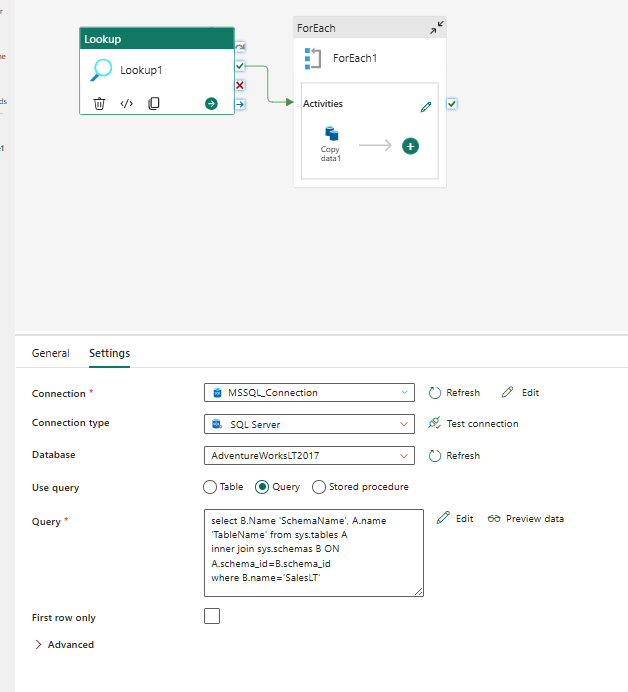 Lookup
Lookup1
ForEach
ForEach1
Activities
Copy
data1
General Settings
Connection * MSSQL_Connection Refresh Edit
Connection type SQL Server Test connection
Database AdventureWorksLT2017 Refresh
Use query Table Query Stored procedure
Query * Edit Preview data
select B.Name 'SchemaName', A.name
'TableName' from sys.tables A
inner join sys.schemas B ON
A.schema_id=B.schema_id
where B.name='SalesLT'
First row only
Advanced